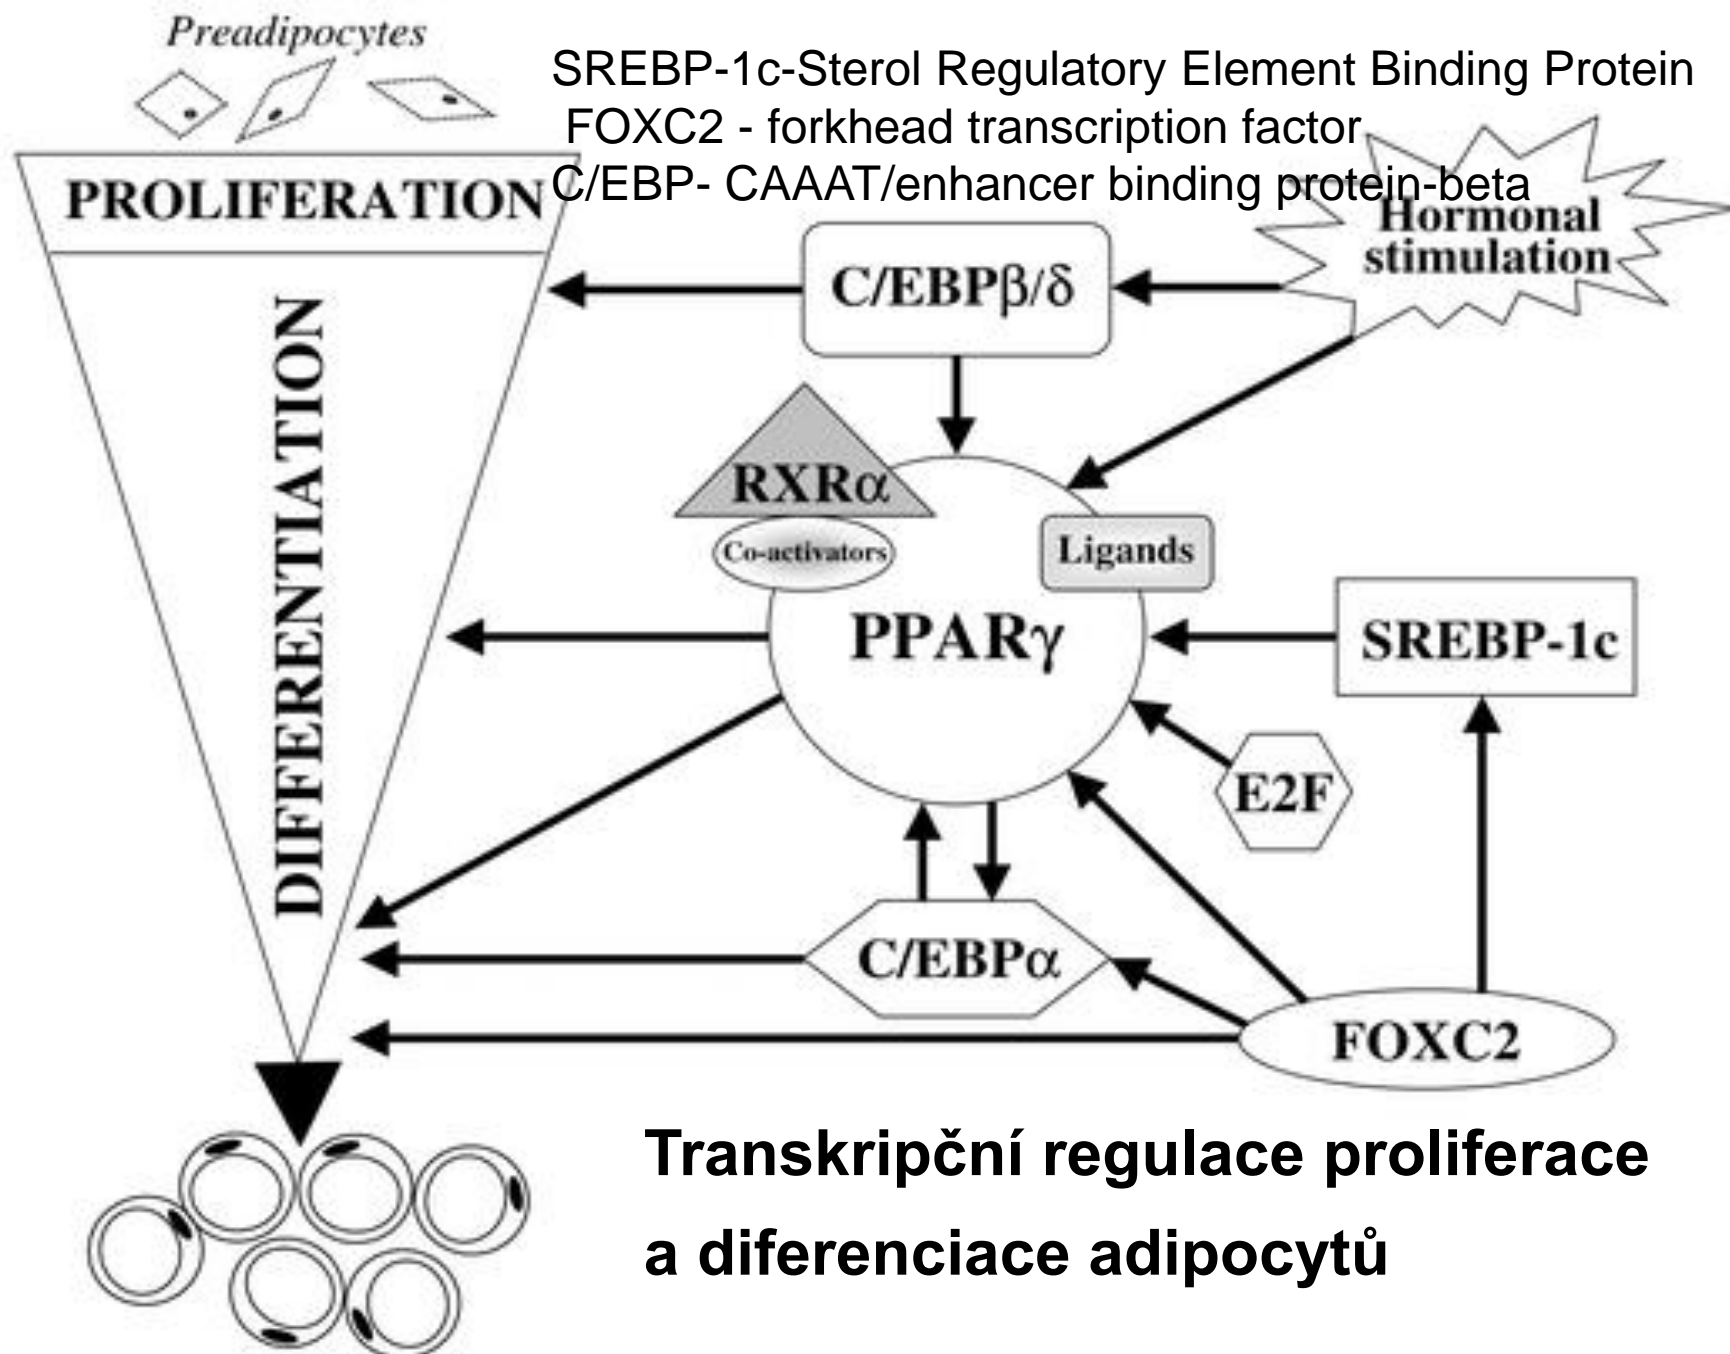 Preadipocytes
SREBP-1c-Sterol Regulatory Element Binding Protein
FOXC2 - forkhead transcription factor
C/EBP- CAAAT/enhancer binding protein-beta
PROLIFERATION
Hormonal
stimulation
C/EBPβ/δ
DIFFERENTIATION
RXRα
Co-activators
Ligands
PPARγ
SREBP-1c
E2F
C/EBPα
FOXC2
Transkripční regulace proliferace
a diferenciace adipocytů